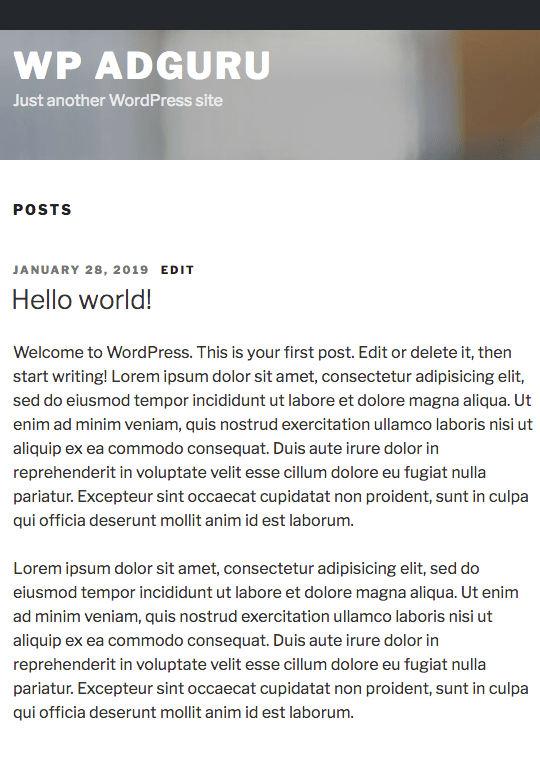 WP ADGURU
Just another WordPress site
POSTS
JANUARY 28, 2019 EDIT
Hello world!
Welcome to WordPress. This is your first post. Edit or delete it, then
start writing! Lorem ipsum dolor sit amet, consectetur adipisicing elit,
sed do eiusmod tempor incididunt ut labore et dolore magna aliqua. Ut
enim ad minim veniam, quis nostrud exercitation ullamco laboris nisi ut
aliquip ex ea commodo consequat. Duis aute irure dolor in
reprehenderit in voluptate velit esse cillum dolore eu fugiat nulla
pariatur. Excepteur sint occaecat cupidatat non proident, sunt in culpa
qui officia deserunt mollit anim id est laborum.
Lorem ipsum dolor sit amet, consectetur adipisicing elit, sed do
eiusmod tempor incididunt ut labore et dolore magna aliqua. Ut enim
ad minim veniam, quis nostrud exercitation ullamco laboris nisi ut
aliquip ex ea commodo consequat. Duis aute irure dolor in
reprehenderit in voluptate velit esse cillum dolore eu fugiat nulla
pariatur. Excepteur sint occaecat cupidatat non proident, sunt in culpa
qui officia deserunt mollit anim id est laborum.